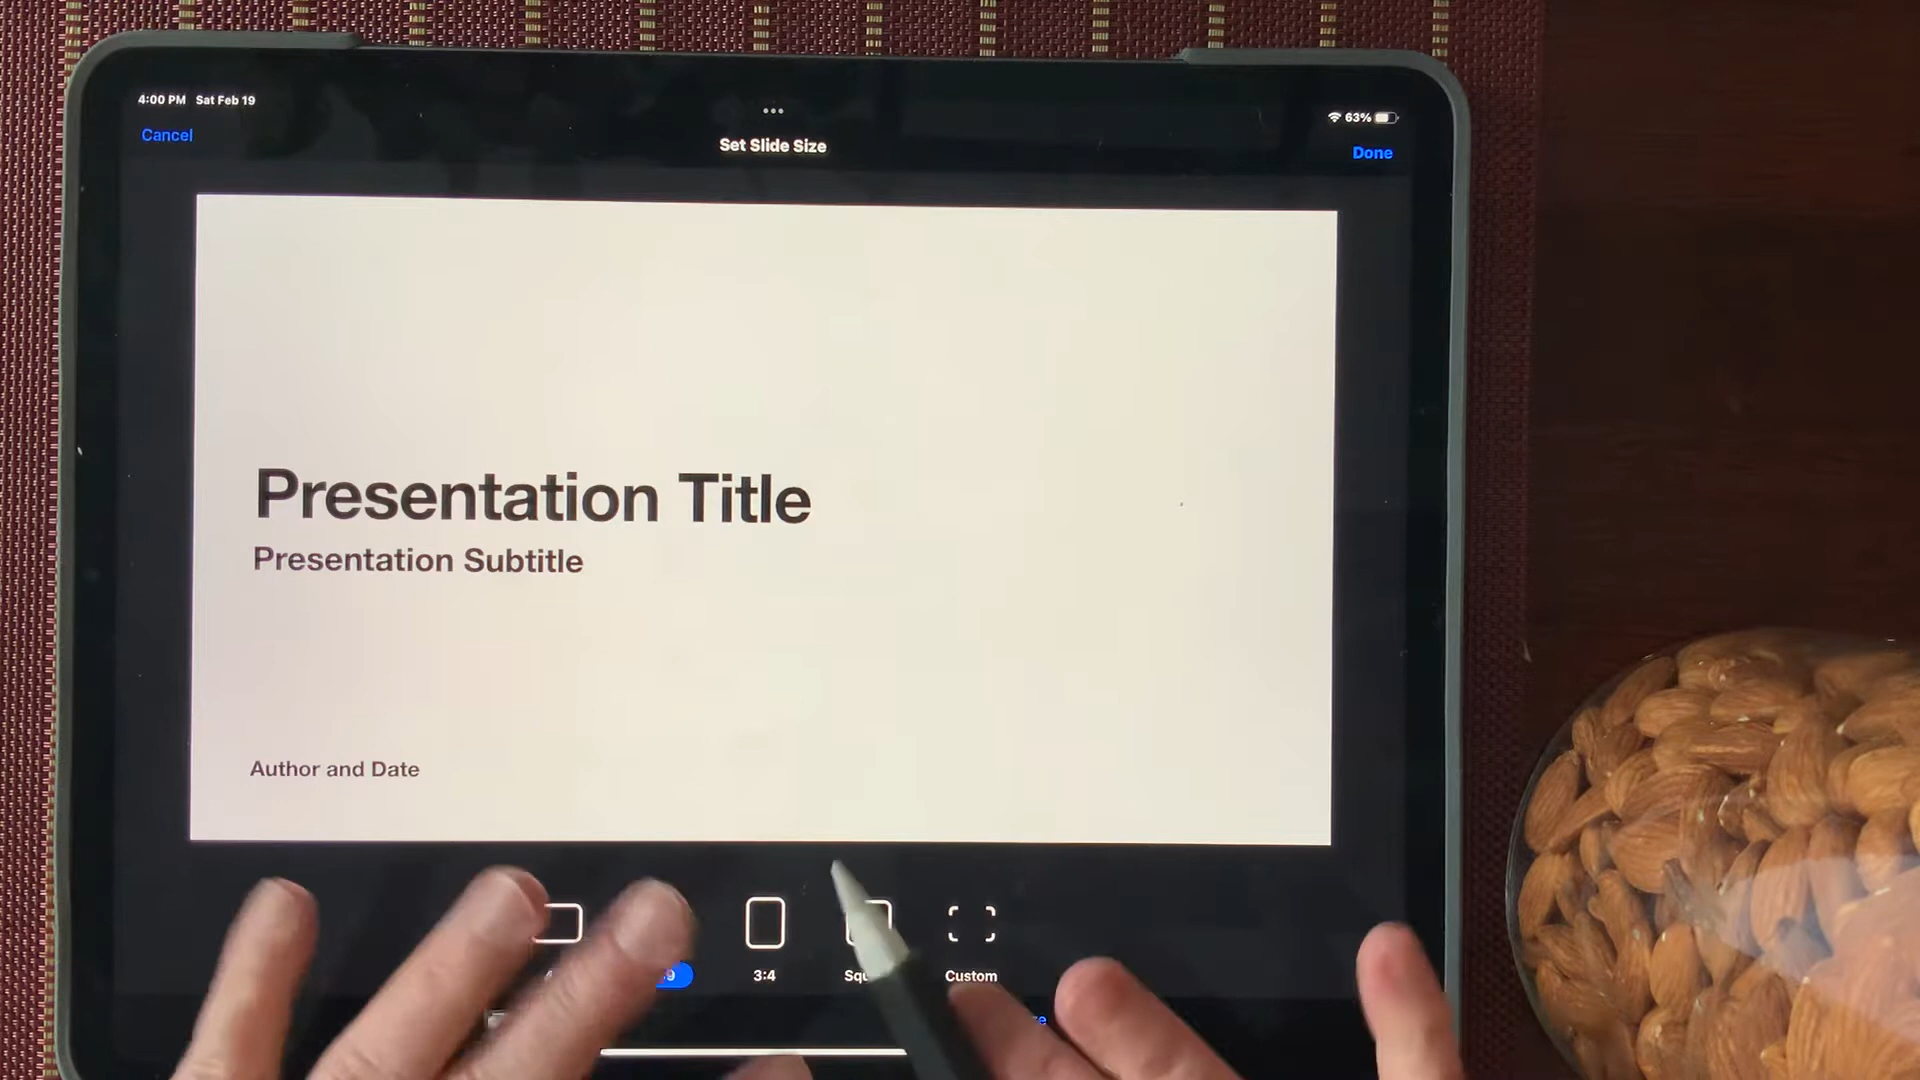 4:00 PM Sat Feb 19
63%
Cancel
Set Slide Size
Done
Presentation Title
Presentation Subtitle
Author and Date
3:4
Custom